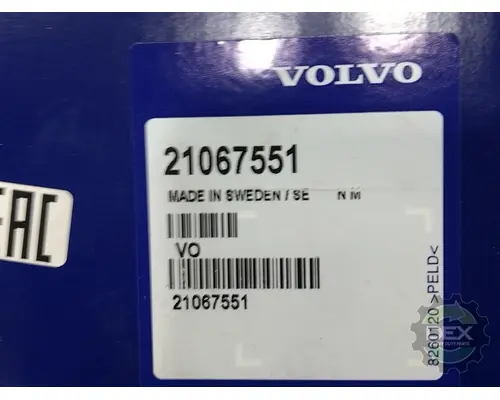 VOLVO
21067551
MADE IN SWEDEN / SE N M
VO
21067551
8260120 >PELD<
EAC